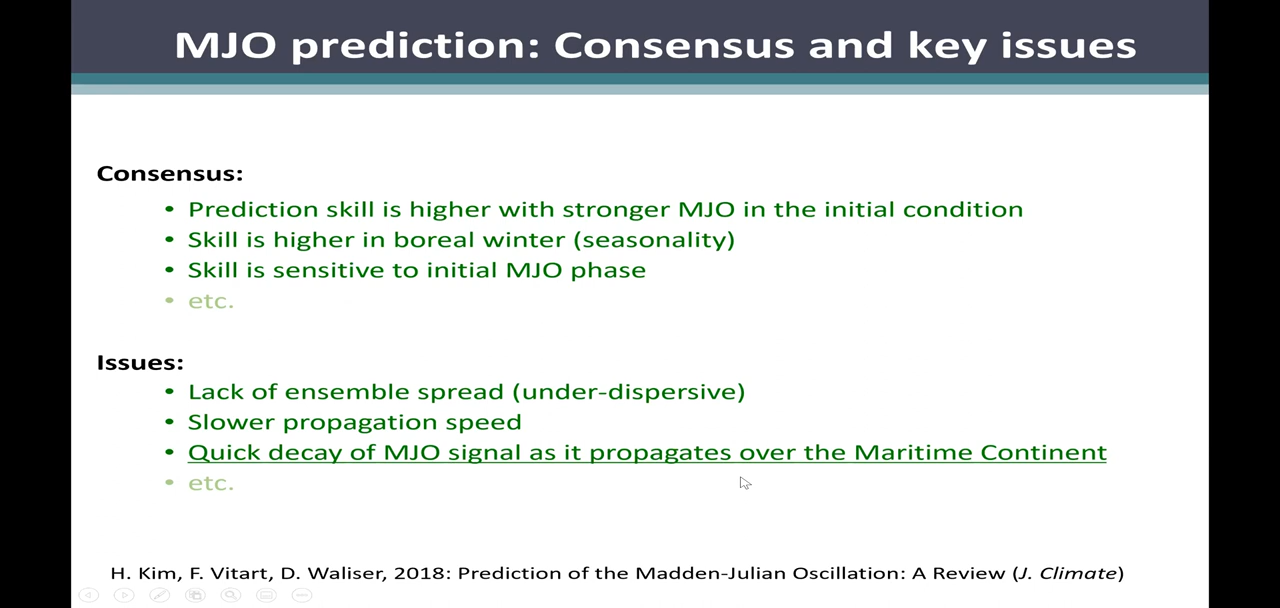 MJO prediction: Consensus and key issues
Consensus:
• Prediction skill is higher with stronger MJO in the initial condition
• Skill is higher in boreal winter (seasonality)
• Skill is sensitive to initial MJO phase
• etc.
Issues:
• Lack of ensemble spread (under-dispersive)
• Slower propagation speed
• Quick decay of MJO signal as it propagates over the Maritime Continent
• etc.
H. Kim, F. Vitart, D. Waliser, 2018: Prediction of the Madden-Julian Oscillation: A Review (J. Climate)